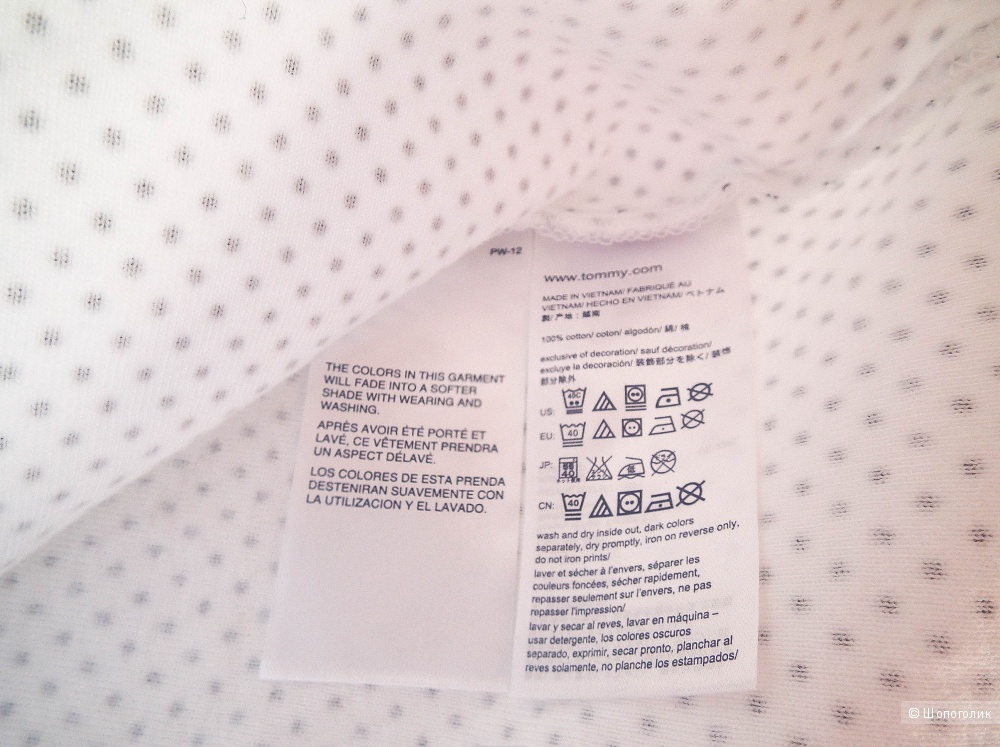 PW-12
THE COLORS IN THIS GARMENT
WILL FADE INTO A SOFTER
SHADE WITH WEARING AND
WASHING.
APRÈS AVOIR ÉTÉ PORTÉ ET
LAVÉ, CE VÊTEMENT PRENDRA
UN ASPECT DÉLAVÉ.
LOS COLORES DE ESTA PRENDA
DESTENIRAN SUAVEMENTE CON
LA UTILIZACION Y EL LAVADO.
www.tommy.com
MADE IN VIETNAM/ FABRIQUÉ AU
VIETNAM/ HECHO EN VIETNAM/ ベトナム
製/ 产地：越南
100% cotton/ coton/ algodón/ 綿/ 棉
exclusive of decoration/ sauf décoration/
excluye la decoración/ 装飾部分を除く/ 装饰
部分除外
US: 40C
EU: 40
JP: 40
CN: 40
wash and dry inside out, dark colors
separately, dry promptly, iron on reverse only,
do not iron prints/
laver et sécher à l'envers, séparer les
couleurs foncées, sécher rapidement,
repasser seulement sur l'envers, ne pas
repasser l'impression/
lavar y secar al reves, lavar en máquina –
usar detergente, los colores oscuros
separado, exprimir, secar pronto, planchar al
reves solamente, no planche los estampados/
© Шопоголик